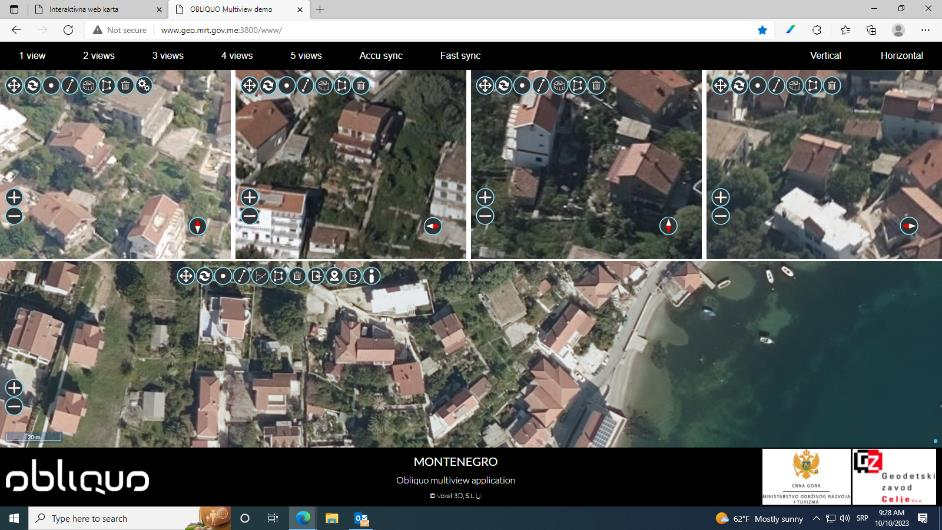 Interaktivna web karta
OBLIQUO Multiview demo
Not secure
www.geo.mrt.gov.me:3800/www/
1 view
2 views
3 views
4 views
5 views
Accu sync
Fast sync
Vertical
Horizontal
20 m
obliquo
MONTENEGRO
Obliquo multiview application
© Voxel 3D, S.L.U.
CRNA GORA
MINISTARSTVO ODRŽIVOG RAZVOJA
I TURIZMA
GZ
Geodetski
zavod
Celje d.o.o.
Type here to search
62°F Mostly sunny
SRP
9:28 AM
10/10/2023